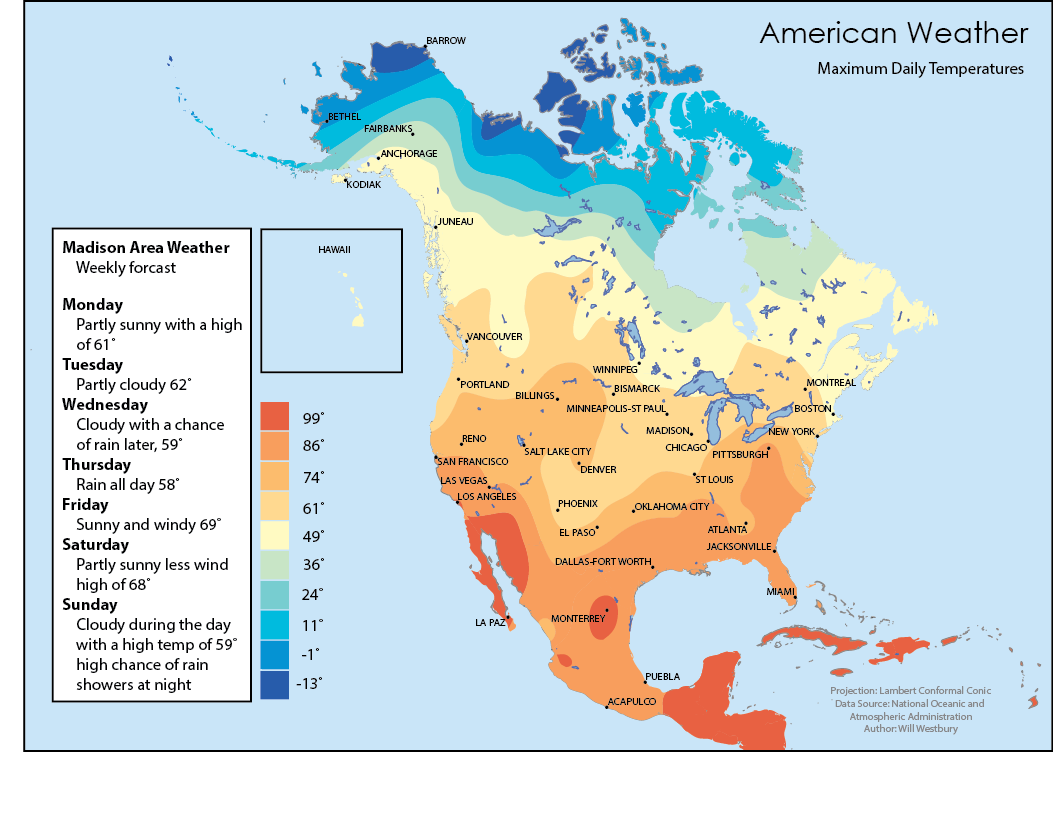 American Weather
Maximum Daily Temperatures
BARROW
BETHEL
FAIRBANKS
ANCHORAGE
KODIAK
JUNEAU
Madison Area Weather
Weekly forcast
Monday
Partly sunny with a high
of 61°
Tuesday
Partly cloudy 62°
Wednesday
Cloudy with a chance
of rain later, 59°
Thursday
Rain all day 58°
Friday
Sunny and windy 69°
Saturday
Partly sunny less wind
high of 68°
Sunday
Cloudy during the day
with a high temp of 59°
high chance of rain
showers at night
HAWAII
99°
86°
74°
61°
49°
36°
24°
11°
-1°
-13°
VANCOUVER
WINNIPEG
PORTLAND
BISMARCK
MONTREAL
BILLINGS
MINNEAPOLIS-ST PAUL
BOSTON
MADISON
NEW YORK
RENO
CHICAGO
SALT LAKE CITY
PITTSBURGH
SAN FRANCISCO
DENVER
LAS VEGAS
ST LOUIS
LOS ANGELES
PHOENIX
OKLAHOMA CITY
EL PASO
ATLANTA
JACKSONVILLE
DALLAS-FORT WORTH
MIAMI
LA PAZ
MONTERREY
PUEBLA
ACAPULCO
Projection: Lambert Conformal Conic
Data Source: National Oceanic and
Atmospheric Administration
Author: Will Westbury